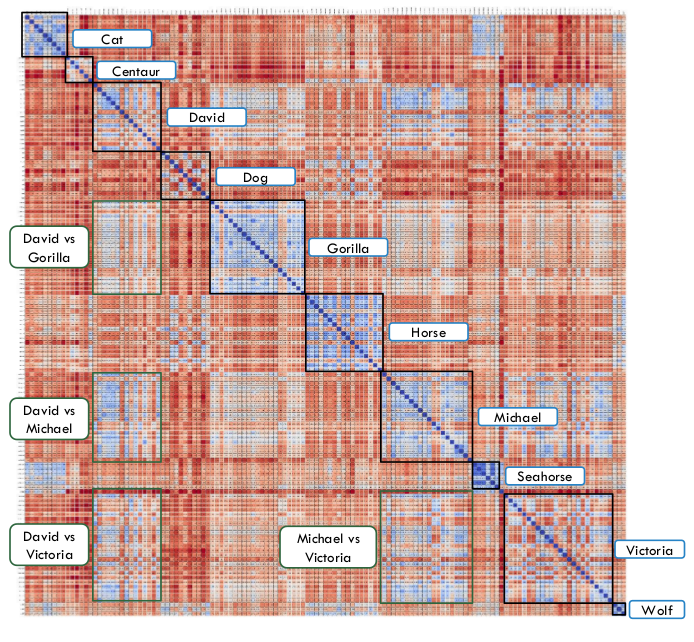 Cat
Centaur
David
Dog
David vs
Gorilla
Gorilla
Horse
David vs
Michael
Michael
Seahorse
David vs
Victoria
Michael vs
Victoria
Victoria
Wolf